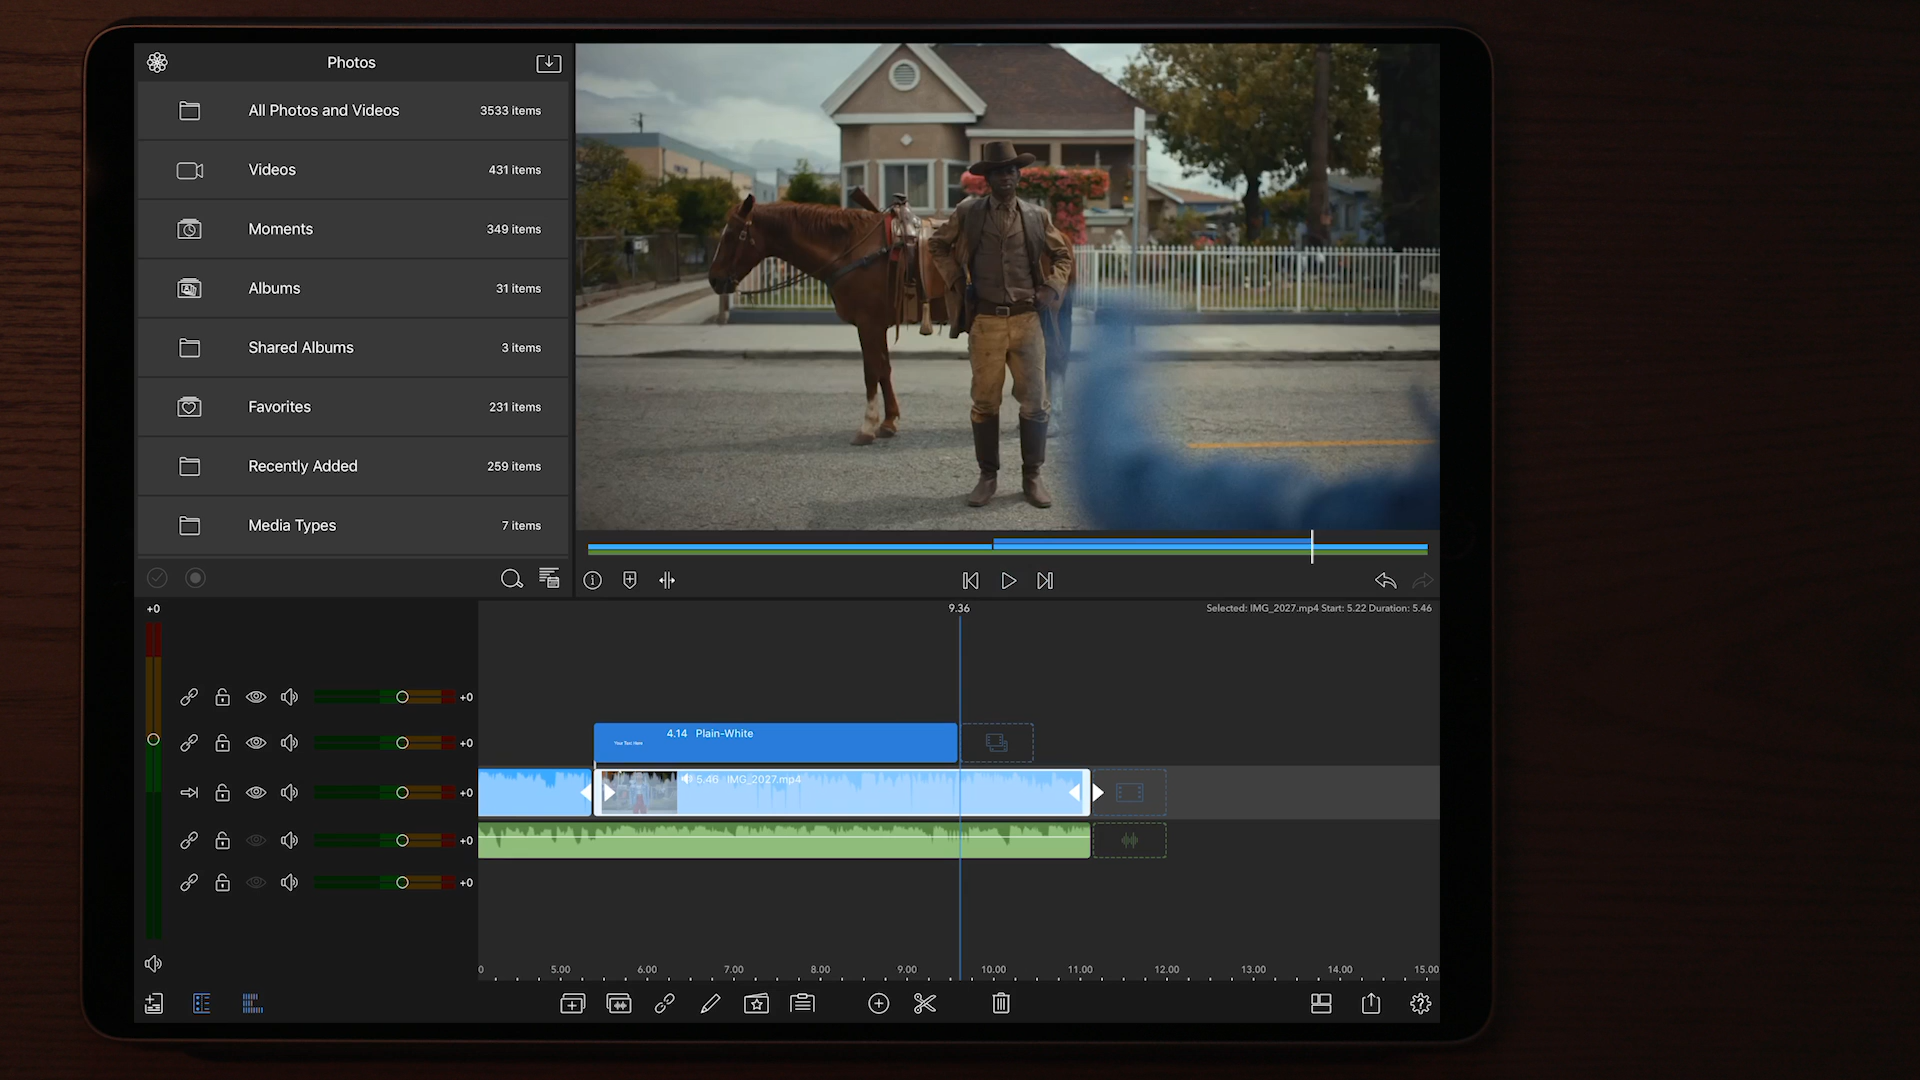 Photos
All Photos and Videos 3533 items
Videos 431 items
Moments 349 items
Albums 31 items
Shared Albums 3 items
Favorites 231 items
Recently Added 259 items
Media Types 7 items
+0
9.36
Selected: IMG_2027.mp4 Start: 5.22 Duration: 5.46
+0
Your Text Here
4.14 Plain-White
+0
5.46 IMG_2027.mp4
+0
+0
+0
0 5.00 6.00 7.00 8.00 9.00 10.00 11.00 12.00 13.00 14.00 15.00